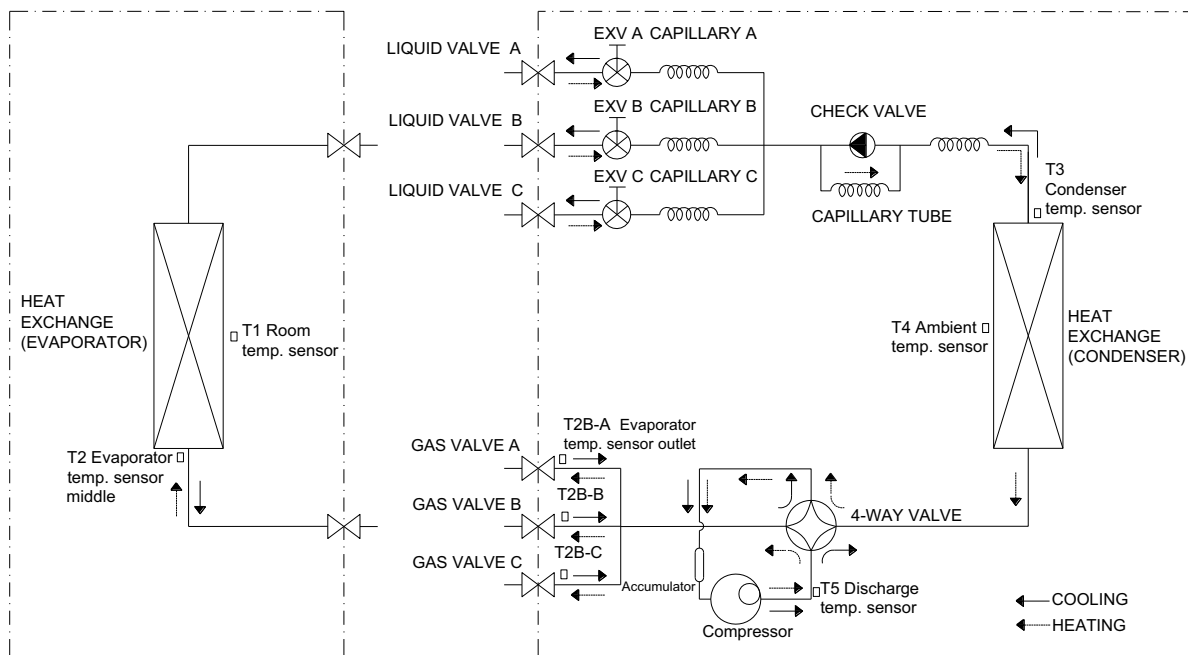 LIQUID VALVE  A
EXV A  CAPILLARY A
LIQUID VALVE  B
EXV B  CAPILLARY B
CHECK VALVE
LIQUID VALVE  C
EXV C  CAPILLARY C
CAPILLARY TUBE
T3
Condenser
temp. sensor
HEAT
EXCHANGE
(EVAPORATOR)
T1 Room
temp. sensor
T4 Ambient
temp. sensor
HEAT
EXCHANGE
(CONDENSER)
T2 Evaporator
temp. sensor
middle
GAS VALVE A
T2B-A  Evaporator
temp. sensor outlet
GAS VALVE B
T2B-B
4-WAY VALVE
GAS VALVE C
T2B-C
Accumulator
T5 Discharge
temp. sensor
Compressor
COOLING
HEATING